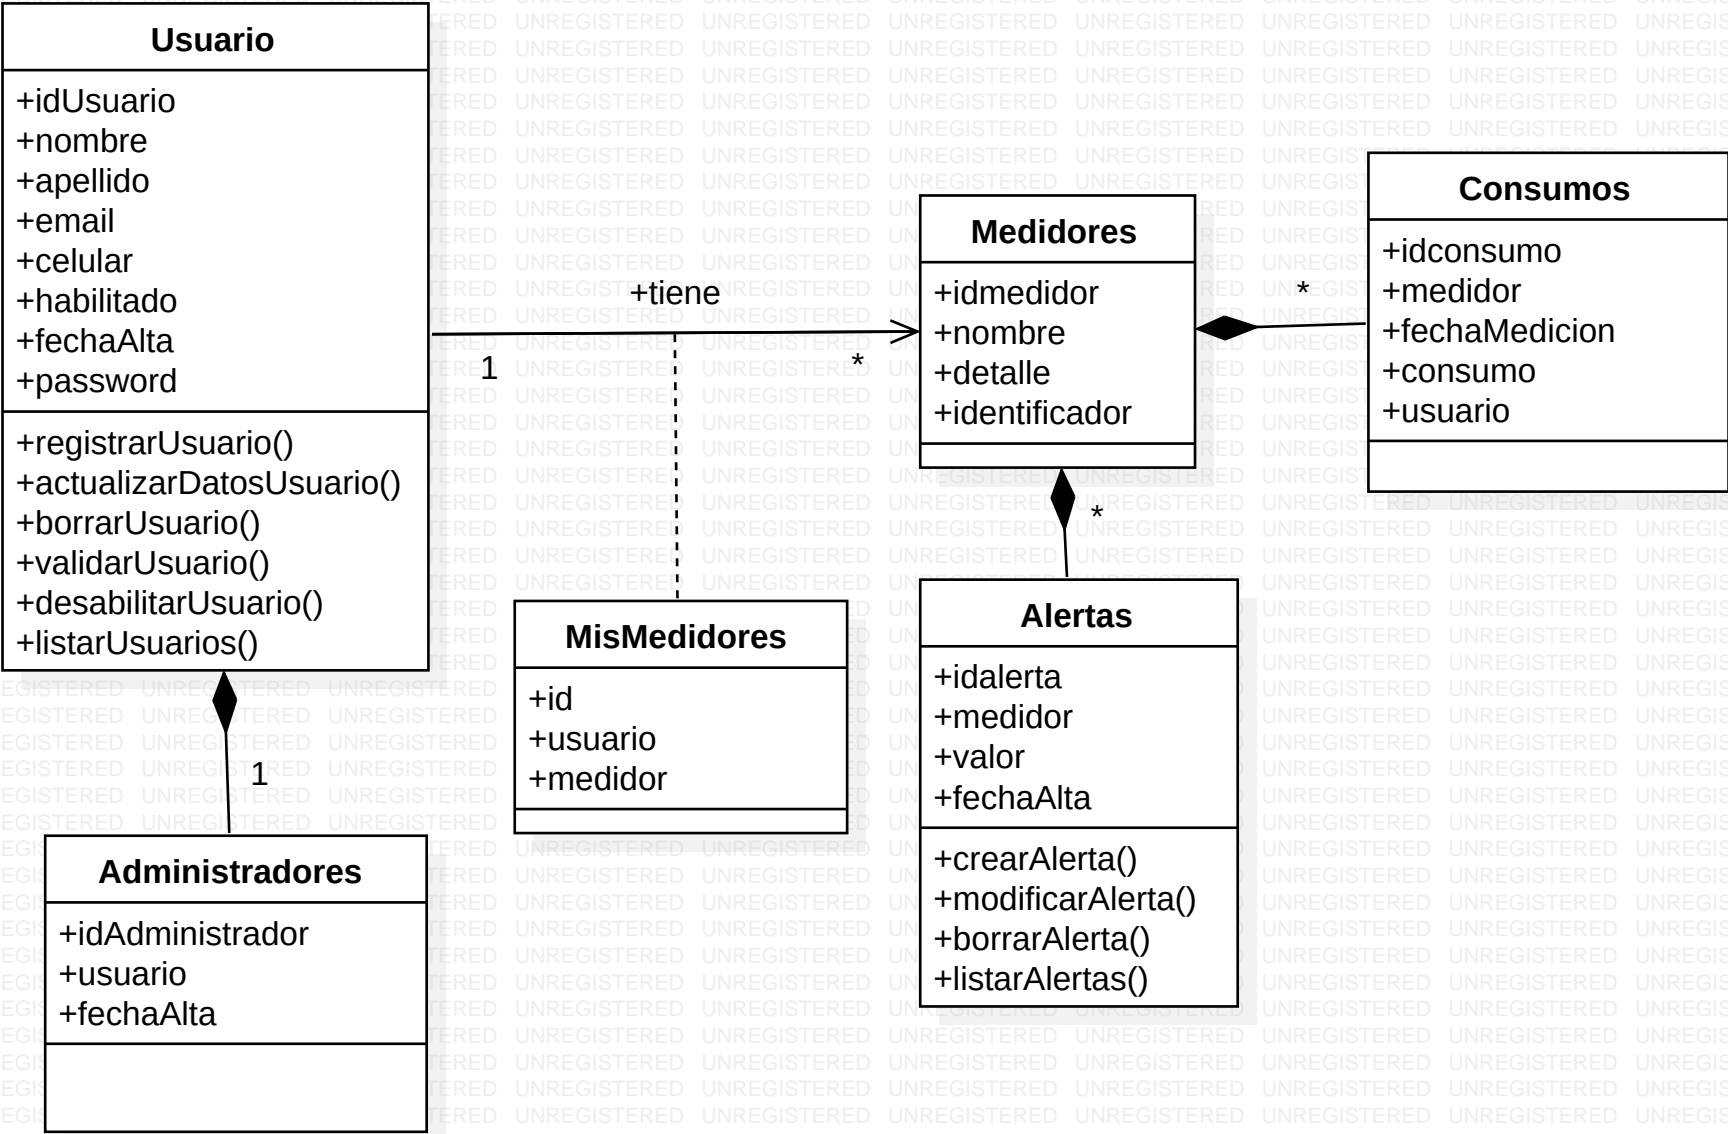 Usuario
+idUsuario
+nombre
+apellido
+email
+celular
+habilitado
+fechaAlta
+password
+registrarUsuario()
+actualizarDatosUsuario()
+borrarUsuario()
+validarUsuario()
+desabilitarUsuario()
+listarUsuarios()
+tiene
1
*
Medidores
+idmedidor
+nombre
+detalle
+identificador
*
Consumos
+idconsumo
+medidor
+fechaMedicion
+consumo
+usuario
*
1
MisMedidores
+id
+usuario
+medidor
Alertas
+idalerta
+medidor
+valor
+fechaAlta
+crearAlerta()
+modificarAlerta()
+borrarAlerta()
+listarAlertas()
Administradores
+idAdministrador
+usuario
+fechaAlta
UNREGISTERED